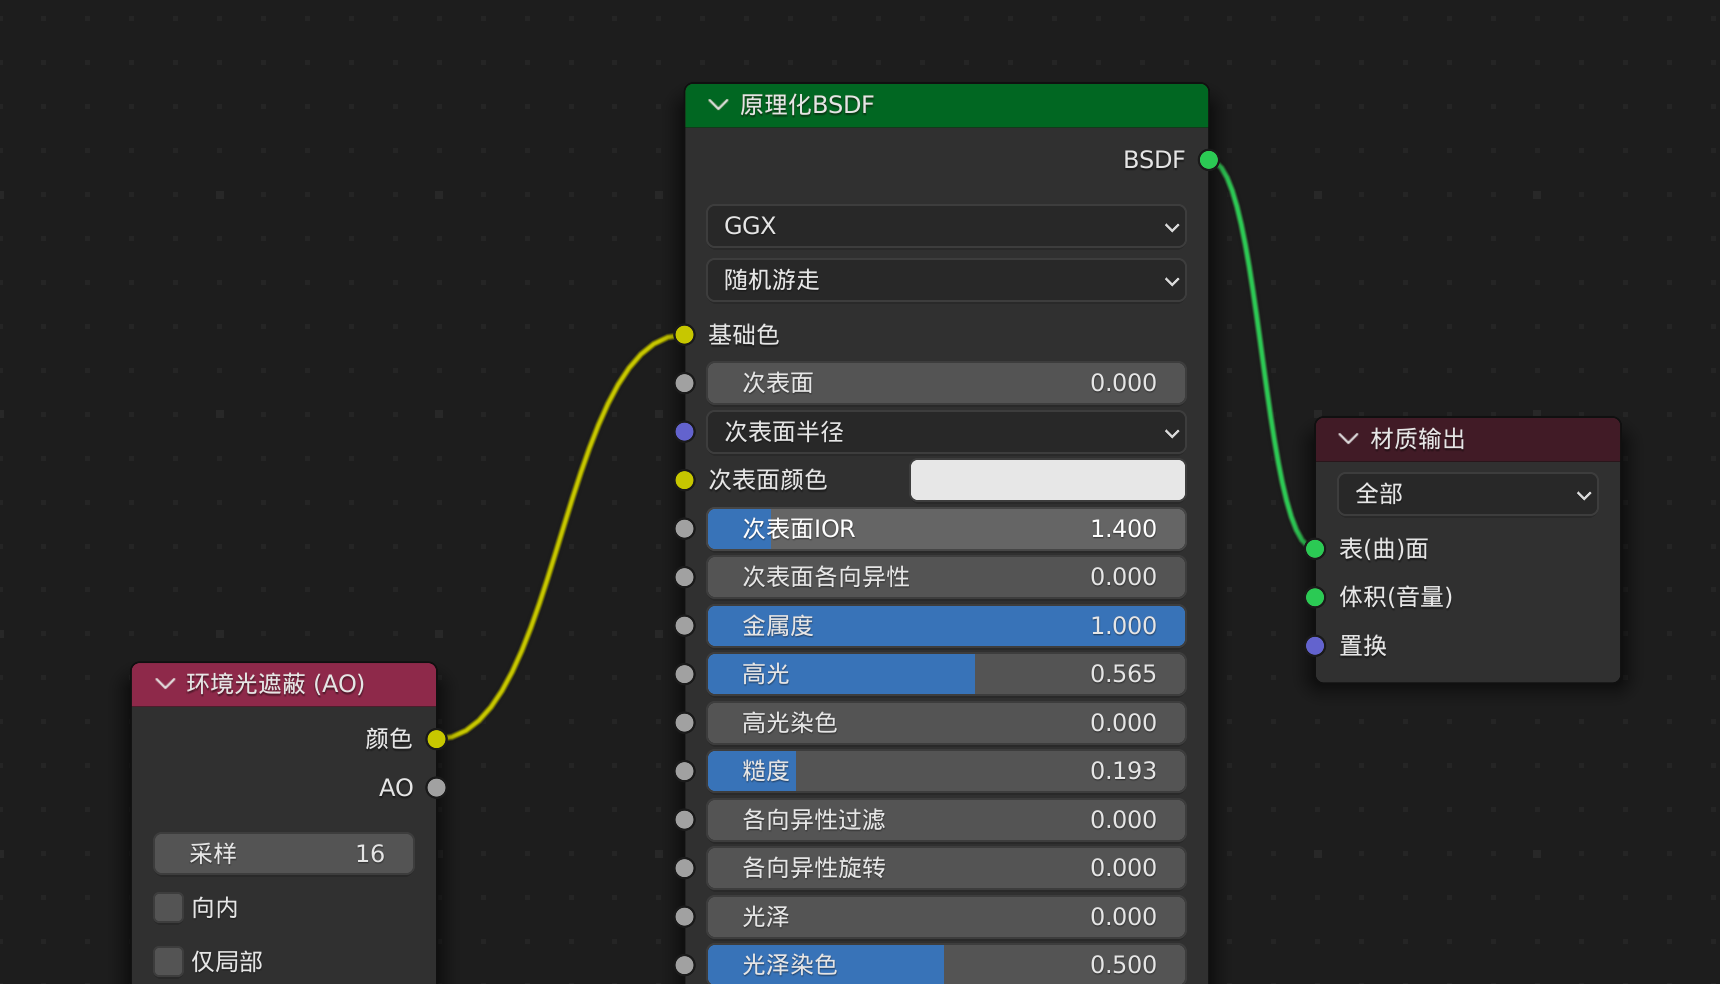 原理化BSDF
BSDF
GGX
随机游走
基础色
次表面 0.000
次表面半径
次表面颜色
次表面IOR 1.400
次表面各向异性 0.000
金属度 1.000
高光 0.565
高光染色 0.000
糙度 0.193
各向异性过滤 0.000
各向异性旋转 0.000
光泽 0.000
光泽染色 0.500
环境光遮蔽 (AO)
颜色
AO
采样 16
向内
仅局部
材质输出
全部
表(曲)面
体积(音量)
置换